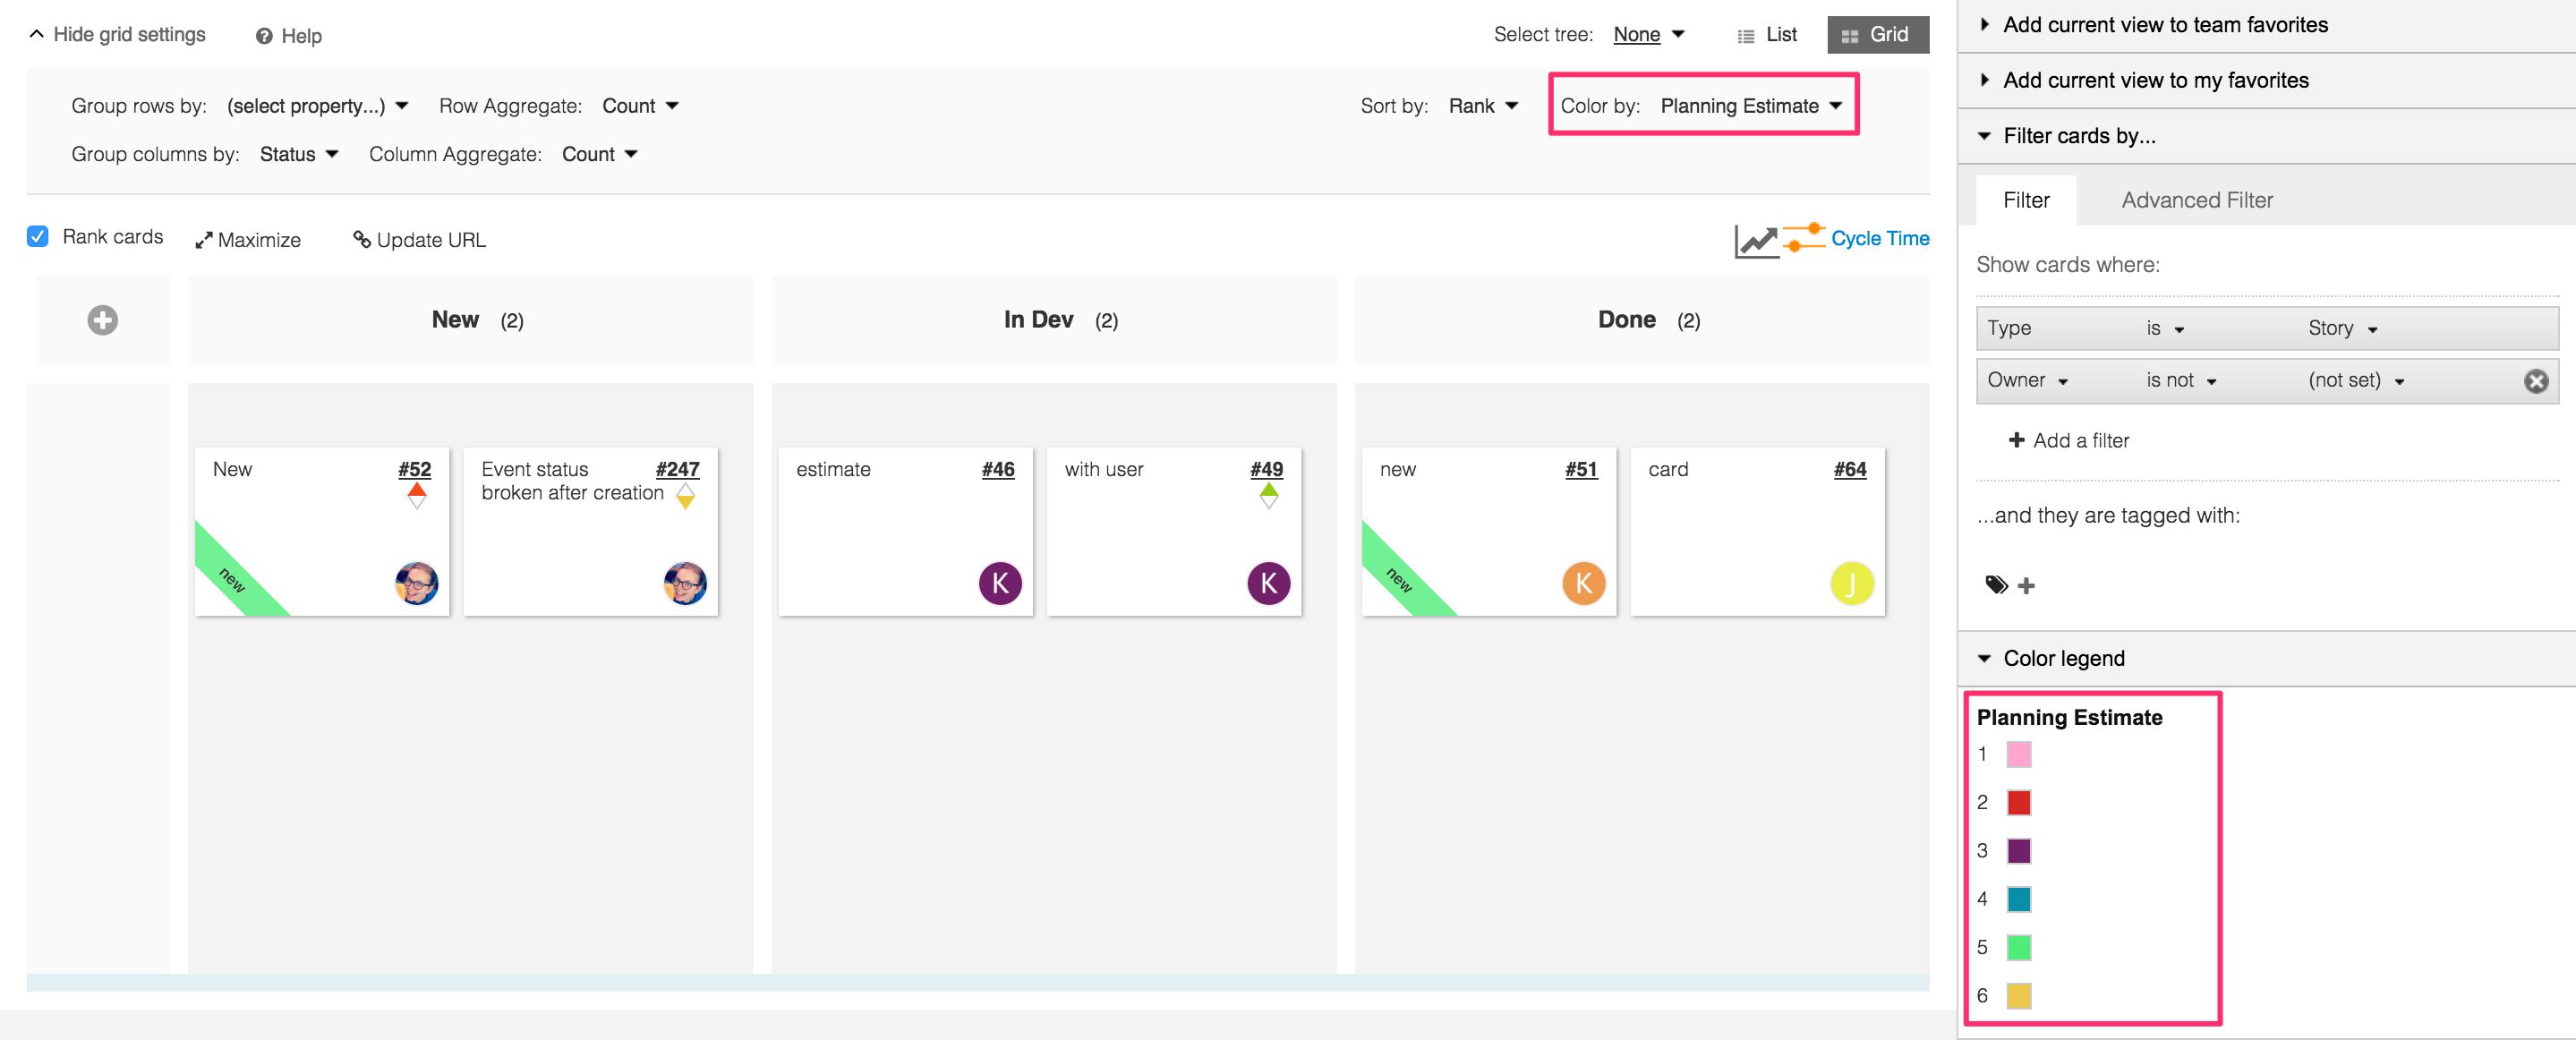 Hide grid settings Help Select tree: None List Grid
Group rows by: (select property...) Row Aggregate: Count Sort by: Rank Color by: Planning Estimate
Group columns by: Status Column Aggregate: Count
Rank cards Maximize Update URL Cycle Time
New (2) In Dev (2) Done (2)
New #52
new
Event status #247
broken after creation
estimate #46
K
with user #49
K
new #51
new
K
card #64
J
Add current view to team favorites
Add current view to my favorites
Filter cards by...
Filter Advanced Filter
Show cards where:
Type is Story
Owner is not (not set)
Add a filter
...and they are tagged with:
Color legend
Planning Estimate
1
2
3
4
5
6